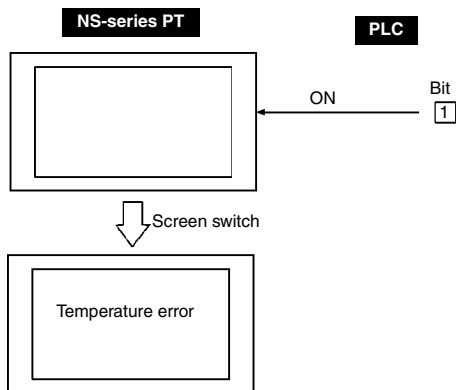 NS-series PT
PLC
Bit
ON
1
Screen switch
Temperature error